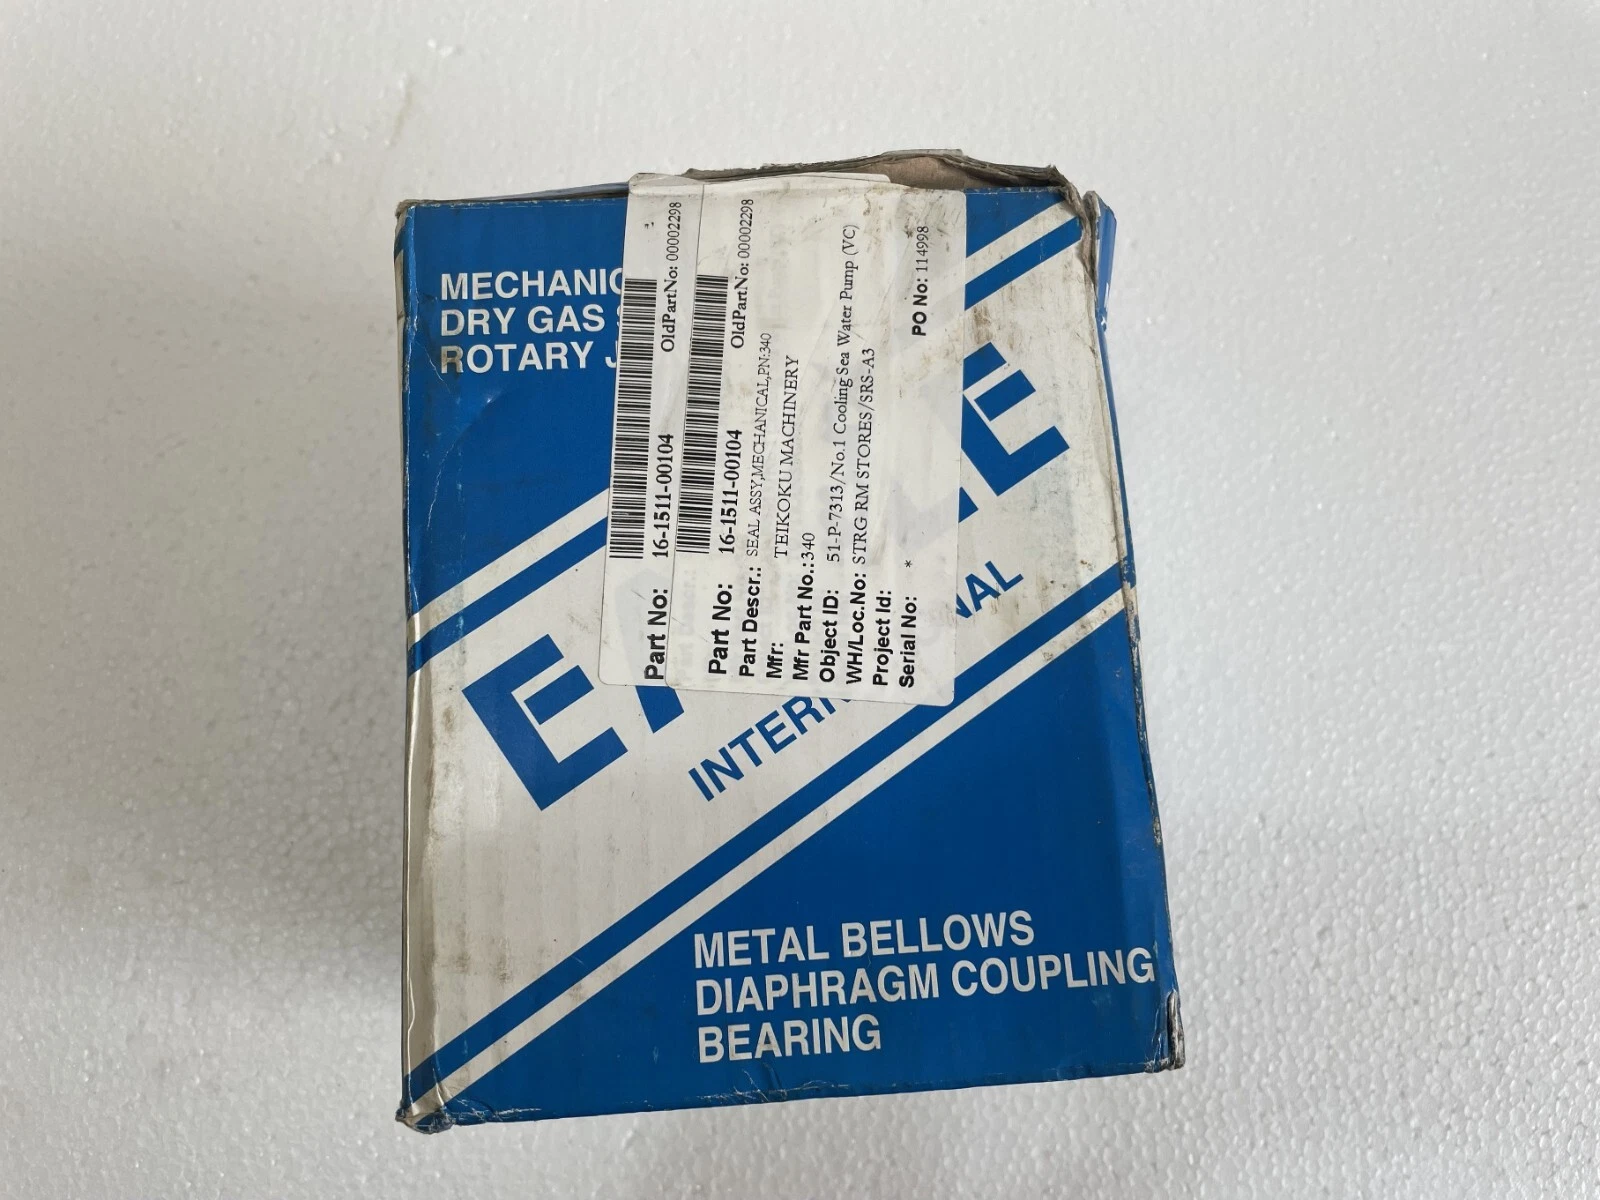 MECHANIC
DRY GAS
ROTARY J
Part No: 16-1511-00104 OldPartNo: 00002298
Part No: 16-1511-00104 OldPartNo: 00002298
Part Descr.: SEAL ASSY,MECHANICAL,PN:340
Mfr: TEIKOKU MACHINERY
Mfr Part No.:340
Object ID: 51-P-7313/No.1 Cooling Sea Water Pump (VC)
WH/Loc.No: STRG RM STORES/SRS-A3
Project Id:
Serial No: * PO No: 114998
EA LE
INTERN NAL
METAL BELLOWS
DIAPHRAGM COUPLING
BEARING